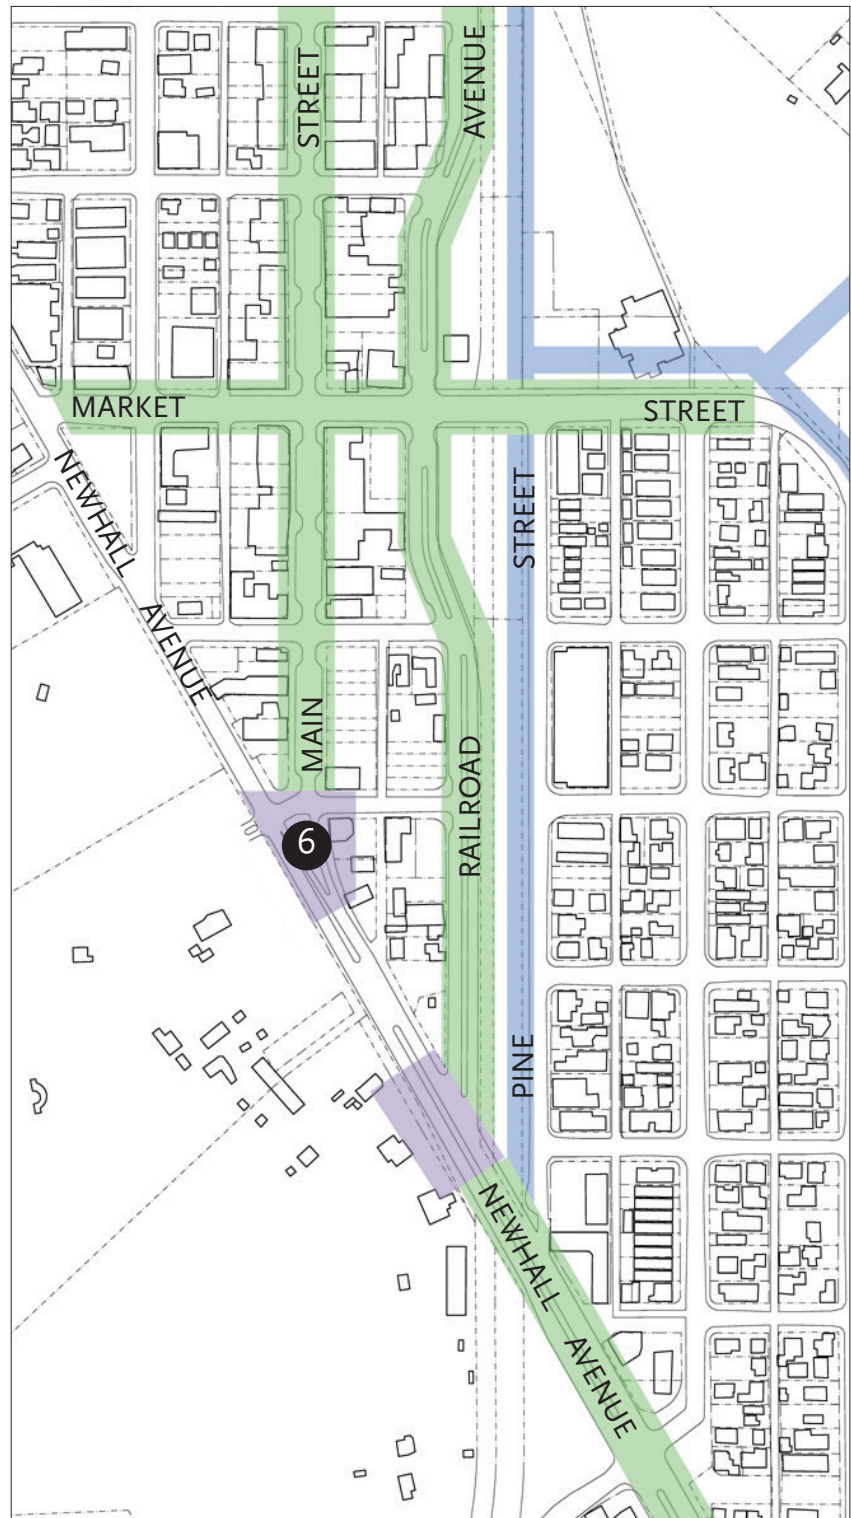 STREET
AVENUE
MARKET
STREET
NEWHALL
AVENUE
STREET
MAIN
RAILROAD
6
PINE
NEWHALL
AVENUE